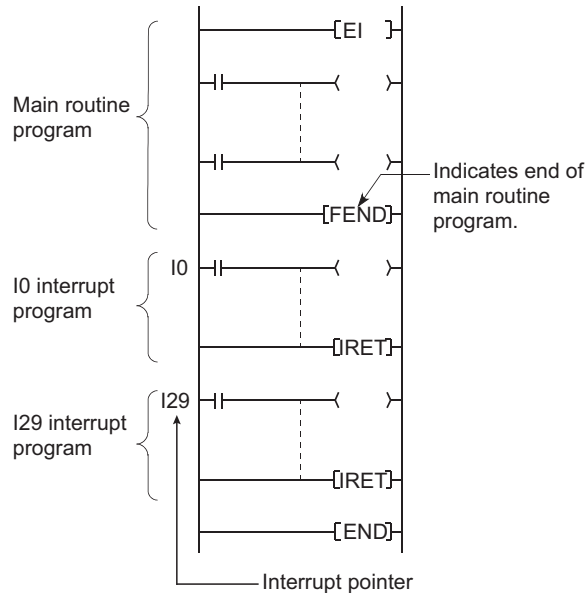 [EI ]
Main routine
program
Indicates end of
main routine
program.
[FEND]
I0
I0 interrupt
program
[IRET]
I29
I29 interrupt
program
[IRET]
[END]
Interrupt pointer